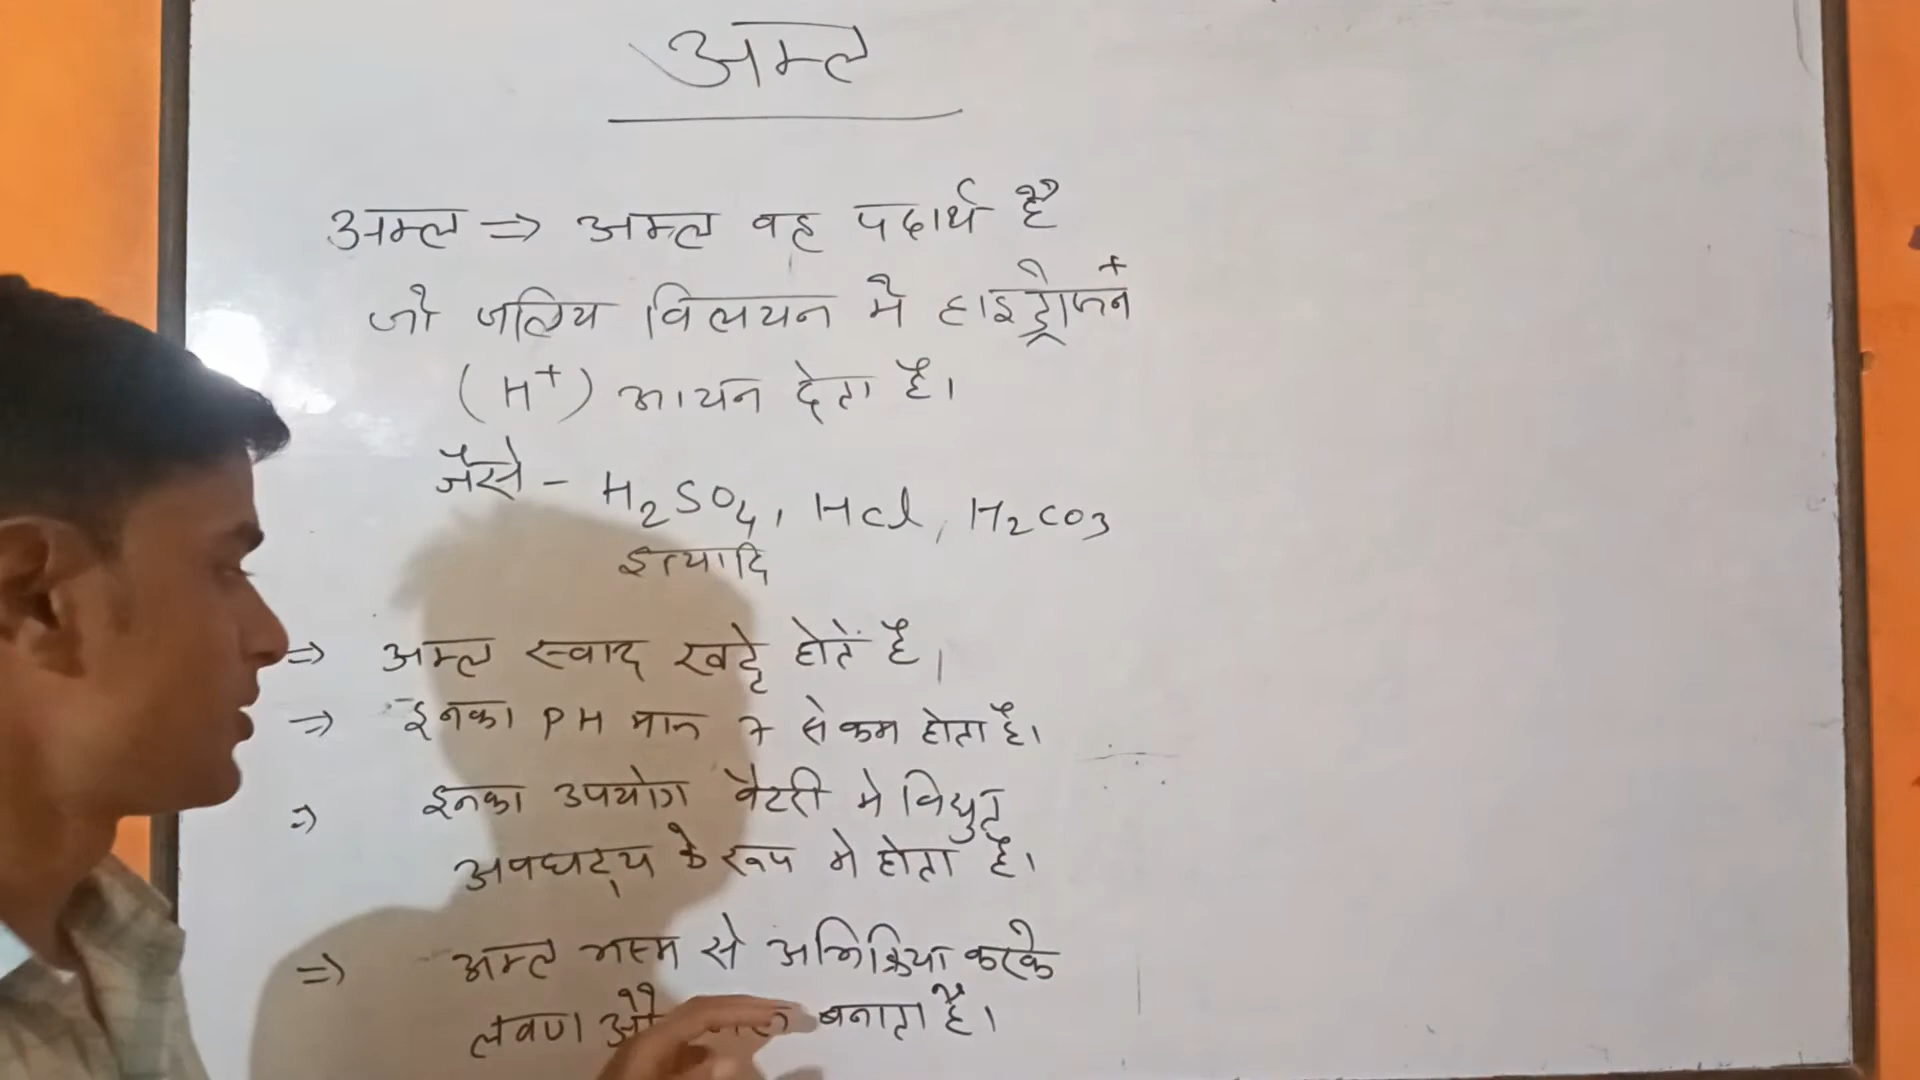 अम्ल
अम्ल => अम्ल वह पदार्थ है
जो जलिय विलयन मे हाइड्रोजन +
(H+) आयन देता है।
जैसे - H2SO4, HCl, H2CO3
इत्यादि
=> अम्ल स्वाद खट्टे होतें है।
=> इनका PH मान 7 से कम होता है।
=> इनका उपयोग बैटरी मे विद्युत
अपघट्य के रूप मे होता है।
=> अम्ल भस्म से अभिक्रिया करके
लवण और बनाता है।